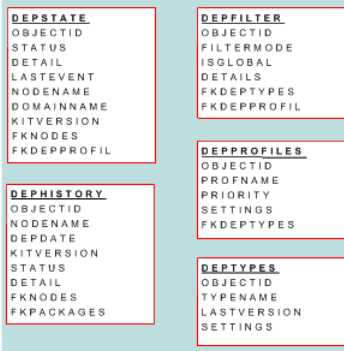 DEPSTATE
OBJECTID
STATUS
DETAIL
LASTEVENT
NODENAME
DOMAINNAME
KITVERSION
FKNODES
FKDEPPROFIL
DEPHISTORY
OBJECTID
NODENAME
DEPDATE
KITVERSION
STATUS
DETAIL
FKNODES
FKPACKAGES
DEPFILTER
OBJECTID
FILTERMODE
ISGLOBAL
DETAILS
FKDEPTYPES
FKDEPPROFIL
DEPPROFILES
OBJECTID
PROFNAME
PRIORITY
SETTINGS
FKDEPTYPES
DEPTYPES
OBJECTID
TYPENAME
LASTVERSION
SETTINGS